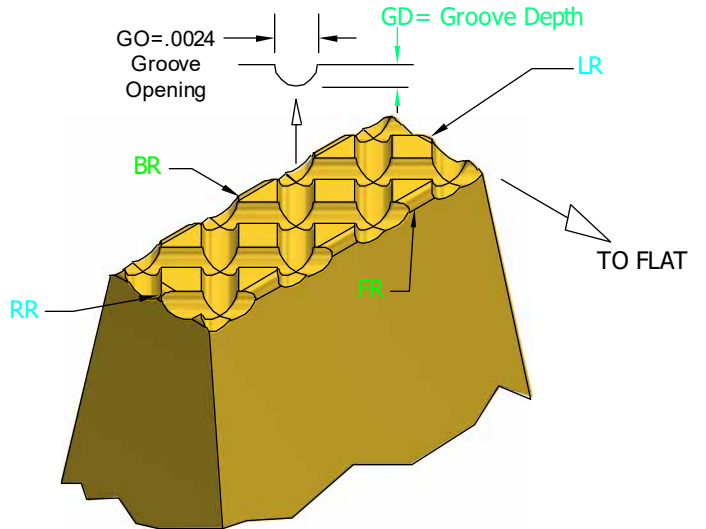 GD= Groove Depth
GO=.0024
Groove
Opening
LR
BR
TO FLAT
FR
RR